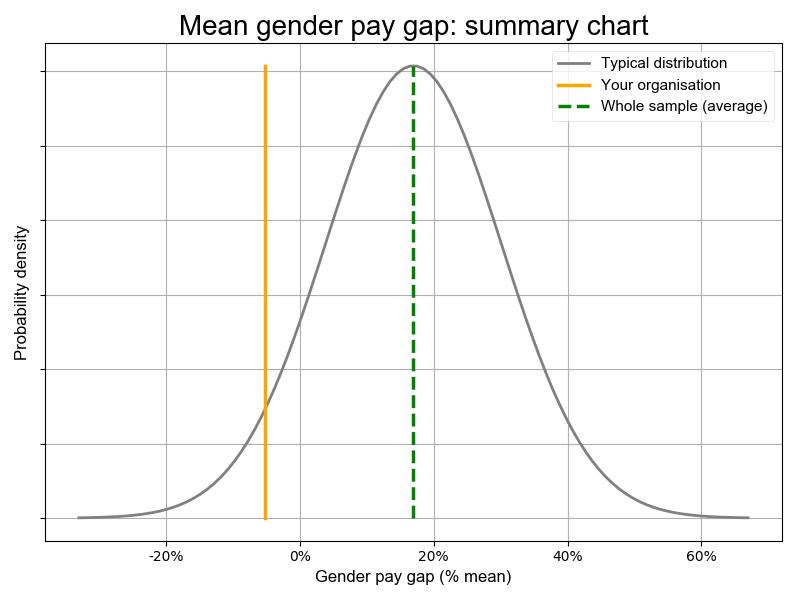 Mean gender pay gap: summary chart
Typical distribution
Your organisation
Whole sample (average)
Probability density
-20%
0%
20%
40%
60%
Gender pay gap (% mean)